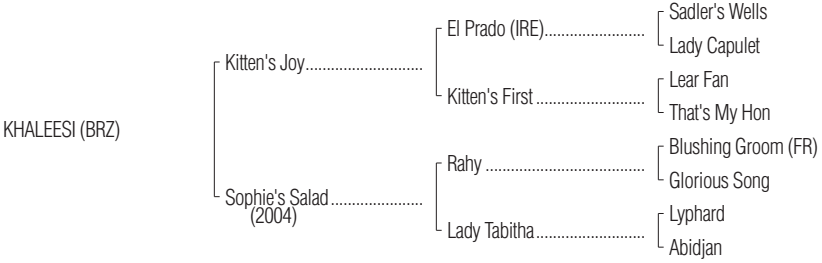 Sadler's Wells
El Prado (IRE)........................
Lady Capulet
Kitten's Joy............................
Lear Fan
Kitten's First ..........................
That's My Hon
KHALEESI (BRZ)
Blushing Groom (FR)
Rahy ......................................
Glorious Song
Sophie's Salad......................
(2004)
Lyphard
Lady Tabitha..........................
Abidjan